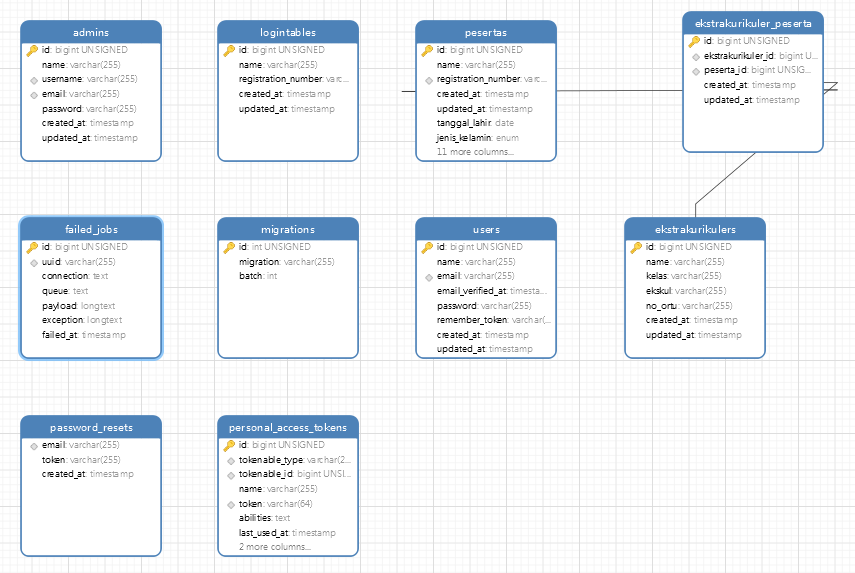 admins
id: bigint UNSIGNED
name: varchar(255)
username: varchar(255)
email: varchar(255)
password: varchar(255)
created_at: timestamp
updated_at: timestamp
logintables
id: bigint UNSIGNED
name: varchar(255)
registration_number: varc...
created_at: timestamp
updated_at: timestamp
pesertas
id: bigint UNSIGNED
name: varchar(255)
registration_number: varc...
created_at: timestamp
updated_at: timestamp
tanggal_lahir: date
jenis_kelamin: enum
11 more columns...
ekstrakurikuler_peserta
id: bigint UNSIGNED
ekstrakurikuler_id: bigint U...
peserta_id: bigint UNSIG...
created_at: timestamp
updated_at: timestamp
failed_jobs
id: bigint UNSIGNED
uuid: varchar(255)
connection: text
queue: text
payload: longtext
exception: longtext
failed_at: timestamp
migrations
id: int UNSIGNED
migration: varchar(255)
batch: int
users
id: bigint UNSIGNED
name: varchar(255)
email: varchar(255)
email_verified_at: timesta...
password: varchar(255)
remember_token: varchar(...
created_at: timestamp
updated_at: timestamp
ekstrakurikulers
id: bigint UNSIGNED
name: varchar(255)
kelas: varchar(255)
ekskul: varchar(255)
no_ortu: varchar(255)
created_at: timestamp
updated_at: timestamp
password_resets
email: varchar(255)
token: varchar(255)
created_at: timestamp
personal_access_tokens
id: bigint UNSIGNED
tokenable_type: varchar(2...
tokenable_id: bigint UNSI...
name: varchar(255)
token: varchar(64)
abilities: text
last_used_at: timestamp
2 more columns...